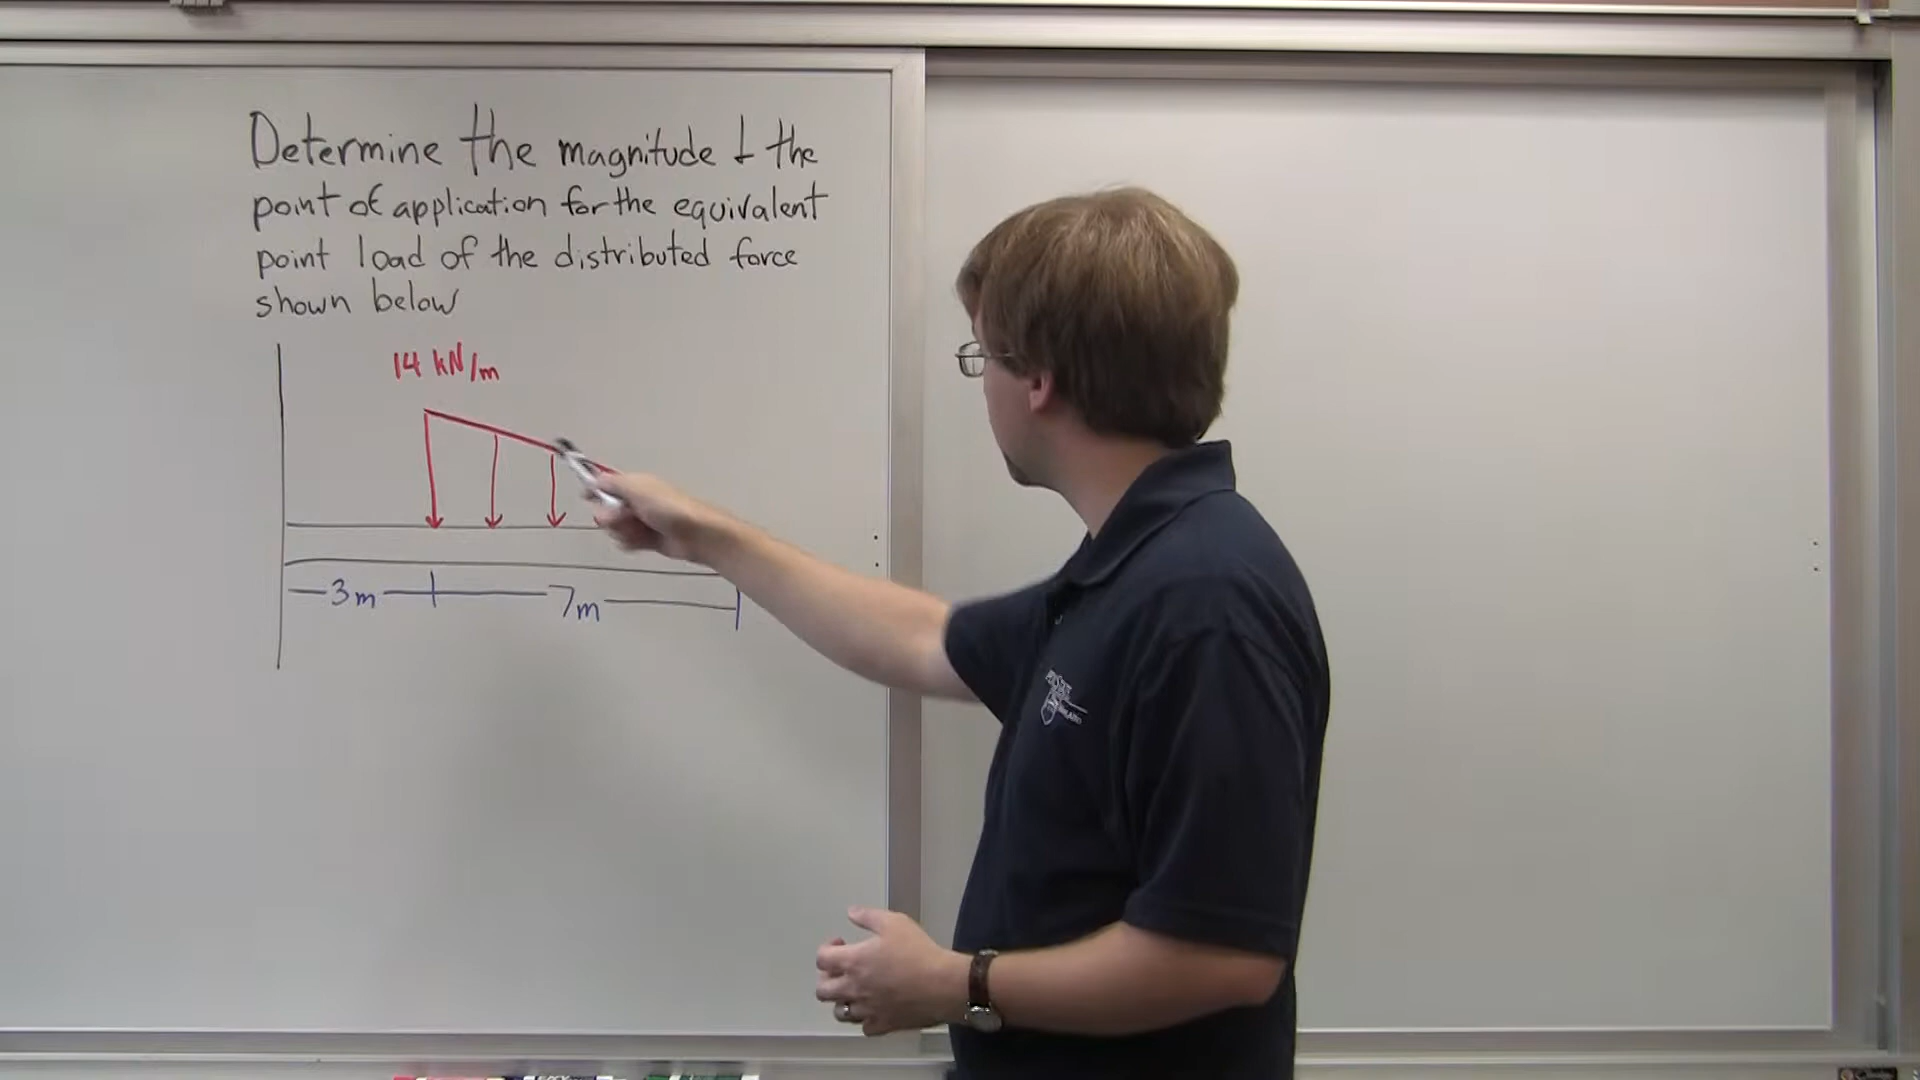 Determine the magnitude & the
point of application for the equivalent
point load of the distributed force
shown below
14 kN/m
3m
7m